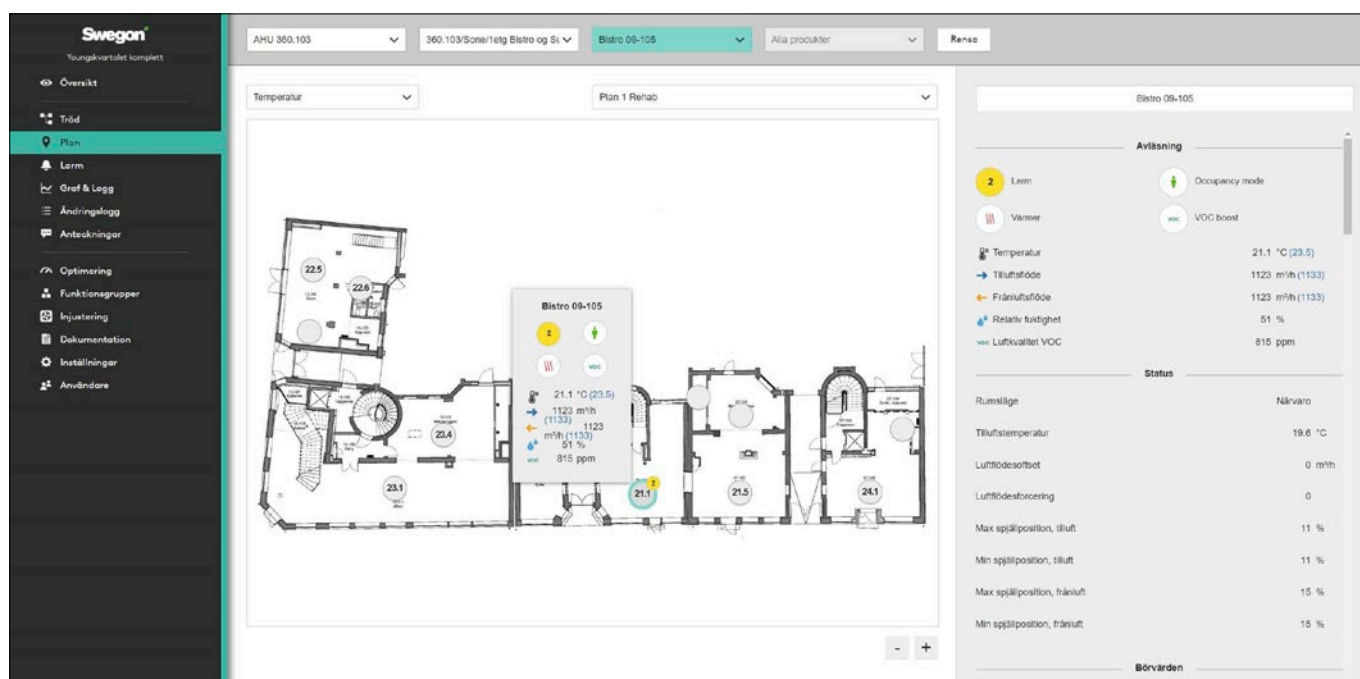 Swegon
Youngskvartalet komplett
Översikt
Träd
Plan
Larm
Graf & Logg
Ändringslogg
Anteckningar
Optimering
Funktionsgrupper
Injustering
Dokumentation
Inställningar
Användare
AHU 360.103
360.103/Sone/1etg Bistro og Su
Bistro 09-105
Alla produkter
Rensa
Temperatur
Plan 1 Rehab
22.5
22.6
23.4
23.1
21.1
2
21.5
24.1
Bistro 09-105
2
VOC
21.1 °C (23.5)
1123 m³/h
(1133)
1123
m³/h (1133)
51 %
VOC
815 ppm
- +
Bistro 09-105
Avläsning
2 Larm
Occupancy mode
Värmer
VOC VOC boost
Temperatur 21.1 °C (23.5)
Tilluftsflöde 1123 m³/h (1133)
Frånluftsflöde 1123 m³/h (1133)
Relativ fuktighet 51 %
VOC Luftkvalitet VOC 815 ppm
Status
Rumsläge Närvaro
Tilluftstemperatur 19.6 °C
Luftflödesoffset 0 m³/h
Luftflödesforcering 0
Max spjällposition, tilluft 11 %
Min spjällposition, tilluft 11 %
Max spjällposition, frånluft 15 %
Min spjällposition, frånluft 15 %
Börvärden